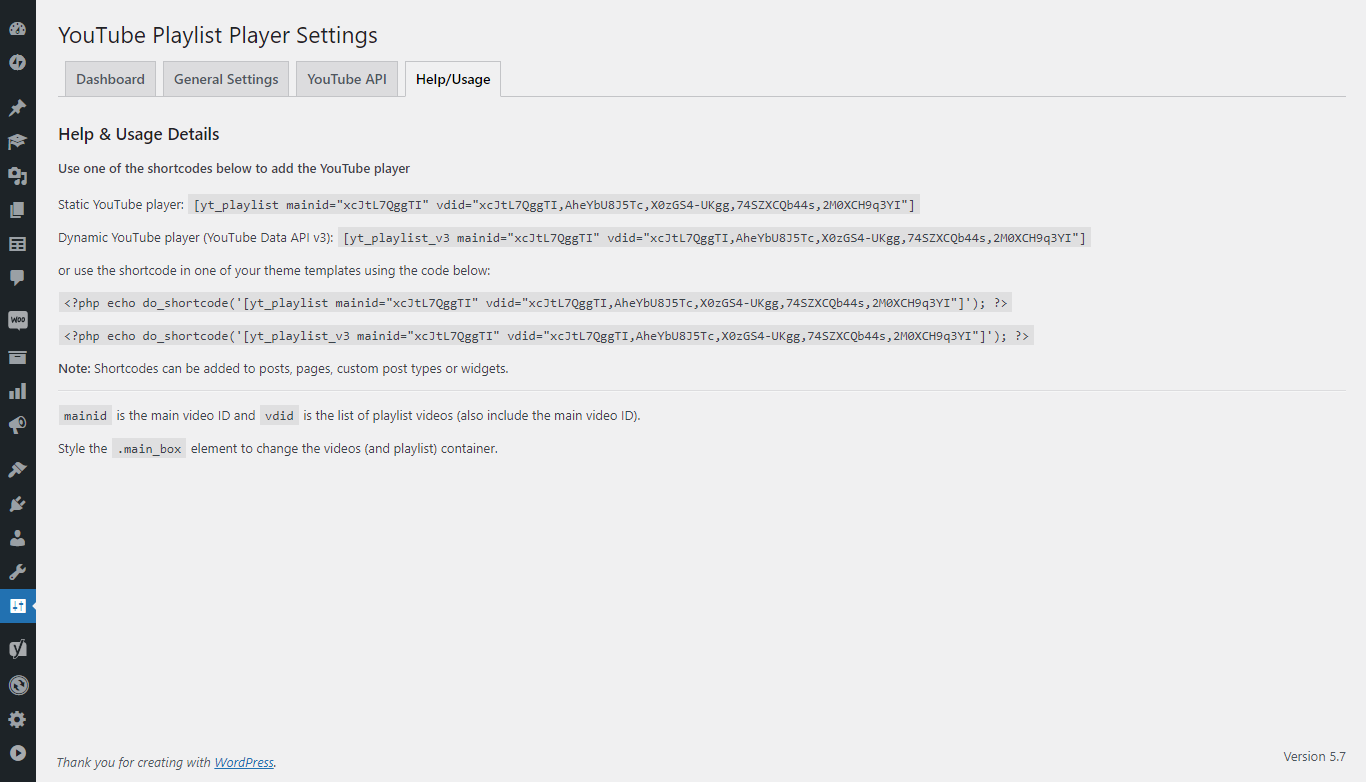 YouTube Playlist Player Settings
Dashboard
General Settings
YouTube API
Help/Usage
Help & Usage Details
Use one of the shortcodes below to add the YouTube player
Static YouTube player: [yt_playlist mainid="xcJtL7QggTI" vdid="xcJtL7QggTI,AheYbU8J5Tc,X0zGS4-UKgg,74SZXCQb44s,2M0XCH9q3YI"]
Dynamic YouTube player (YouTube Data API v3): [yt_playlist_v3 mainid="xcJtL7QggTI" vdid="xcJtL7QggTI,AheYbU8J5Tc,X0zGS4-UKgg,74SZXCQb44s,2M0XCH9q3YI"]
or use the shortcode in one of your theme templates using the code below:
<?php echo do_shortcode('[yt_playlist mainid="xcJtL7QggTI" vdid="xcJtL7QggTI,AheYbU8J5Tc,X0zGS4-UKgg,74SZXCQb44s,2M0XCH9q3YI"]'); ?>
<?php echo do_shortcode('[yt_playlist_v3 mainid="xcJtL7QggTI" vdid="xcJtL7QggTI,AheYbU8J5Tc,X0zGS4-UKgg,74SZXCQb44s,2M0XCH9q3YI"]'); ?>
Note: Shortcodes can be added to posts, pages, custom post types or widgets.
WOO
mainid is the main video ID and vdid is the list of playlist videos (also include the main video ID).
Style the .main_box element to change the videos (and playlist) container.
Thank you for creating with WordPress.
Version 5.7